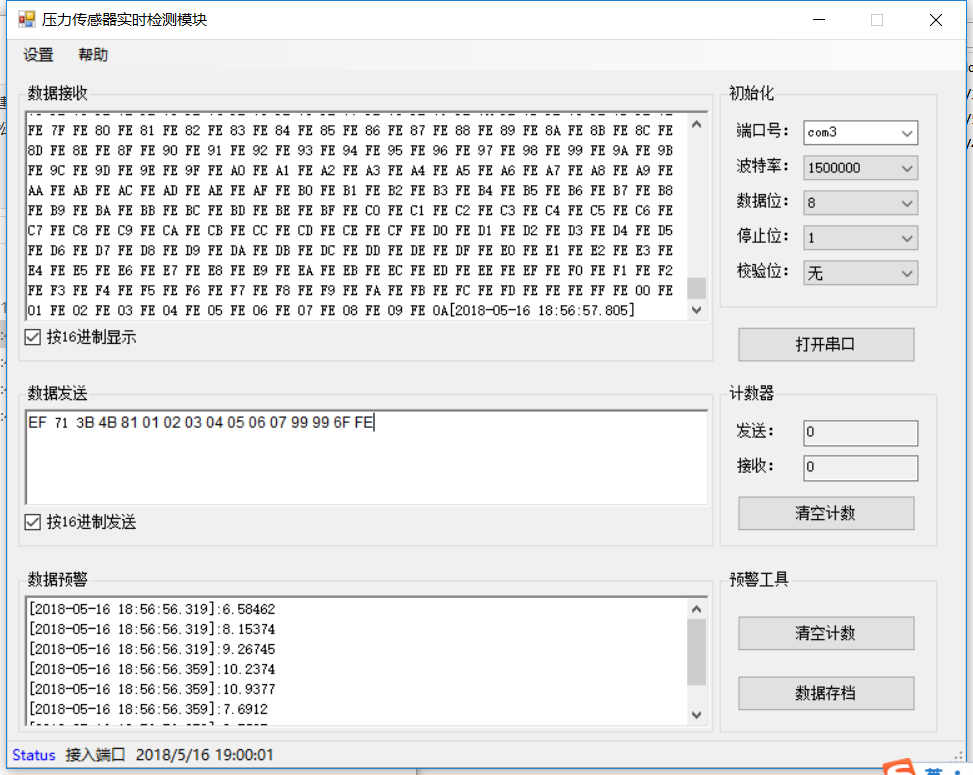 压力传感器实时检测模块
设置 帮助
数据接收
FE 7F FE 80 FE 81 FE 82 FE 83 FE 84 FE 85 FE 86 FE 87 FE 88 FE 89 FE 8A FE 8B FE 8C FE
8D FE 8E FE 8F FE 90 FE 91 FE 92 FE 93 FE 94 FE 95 FE 96 FE 97 FE 98 FE 99 FE 9A FE 9B
FE 9C FE 9D FE 9E FE 9F FE A0 FE A1 FE A2 FE A3 FE A4 FE A5 FE A6 FE A7 FE A8 FE A9 FE
AA FE AB FE AC FE AD FE AE FE AF FE B0 FE B1 FE B2 FE B3 FE B4 FE B5 FE B6 FE B7 FE B8
FE B9 FE BA FE BB FE BC FE BD FE BE FE BF FE C0 FE C1 FE C2 FE C3 FE C4 FE C5 FE C6 FE
C7 FE C8 FE C9 FE CA FE CB FE CC FE CD FE CE FE CF FE D0 FE D1 FE D2 FE D3 FE D4 FE D5
FE D6 FE D7 FE D8 FE D9 FE DA FE DB FE DC FE DD FE DE FE DF FE E0 FE E1 FE E2 FE E3 FE
E4 FE E5 FE E6 FE E7 FE E8 FE E9 FE EA FE EB FE EC FE ED FE EE FE EF FE F0 FE F1 FE F2
FE F3 FE F4 FE F5 FE F6 FE F7 FE F8 FE F9 FE FA FE FB FE FC FE FD FE FE FE FF FE 00 FE
01 FE 02 FE 03 FE 04 FE 05 FE 06 FE 07 FE 08 FE 09 FE 0A[2018-05-16 18:56:57.805]
按16进制显示
初始化
端口号: com3
波特率: 1500000
数据位: 8
停止位: 1
校验位: 无
打开串口
数据发送
EF 71 3B 4B 81 01 02 03 04 05 06 07 99 99 6F FE
按16进制发送
计数器
发送: 0
接收: 0
清空计数
数据预警
[2018-05-16 18:56:56.319]:6.58462
[2018-05-16 18:56:56.319]:8.15374
[2018-05-16 18:56:56.319]:9.26745
[2018-05-16 18:56:56.359]:10.2374
[2018-05-16 18:56:56.359]:10.9377
[2018-05-16 18:56:56.359]:7.6912
预警工具
清空计数
数据存档
Status 接入端口 2018/5/16 19:00:01